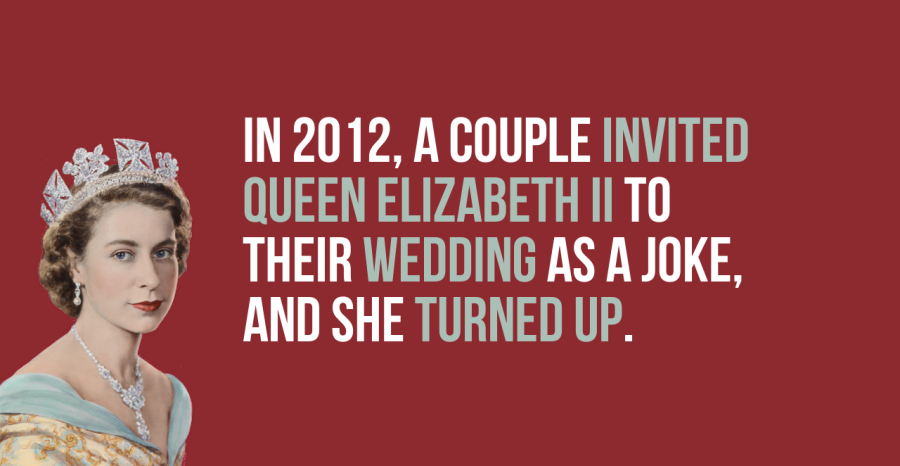 IN 2012, A COUPLE INVITED
QUEEN ELIZABETH II TO
THEIR WEDDING AS A JOKE,
AND SHE TURNED UP.